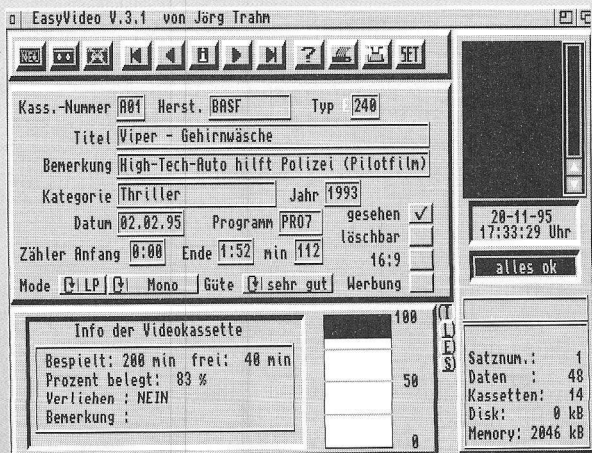 EasyVideo V.3.1 von Jörg Trahm
NEU ? SET
Kass.-Nummer A01 Herst. BASF Typ 240
Titel Viper - Gehirnwäsche
Bemerkung High-Tech-Auto hilft Polizei (Pilotfilm)
Kategorie Thriller Jahr 1993
Datum 02.02.95 Programm PRO7 gesehen
löschbar
Zähler Anfang 0:00 Ende 1:52 min 112 16:9
Mode LP Mono Güte sehr gut Werbung
20-11-95
17:33:29 Uhr
alles ok
Info der Videokassette
Bespielt: 200 min frei: 40 min
Prozent belegt: 83 %
Verliehen : NEIN
Bemerkung :
100
50
0
(T
L
E
S)
Satznum.: 1
Daten : 48
Kassetten: 14
Disk: 0 kB
Memory: 2046 kB